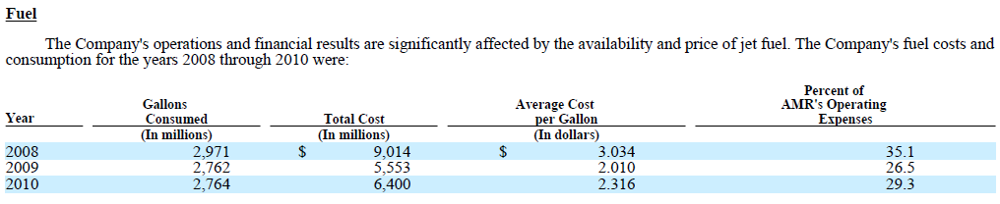 Fuel
The Company's operations and financial results are significantly affected by the availability and price of jet fuel. The Company's fuel costs and
consumption for the years 2008 through 2010 were:
Percent of
Gallons Average Cost AMR's Operating
Year Consumed Total Cost per Gallon Expenses
(In millions) (In millions) (In dollars)
2008 2,971 $ 9,014 $ 3.034 35.1
2009 2,762 5,553 2.010 26.5
2010 2,764 6,400 2.316 29.3